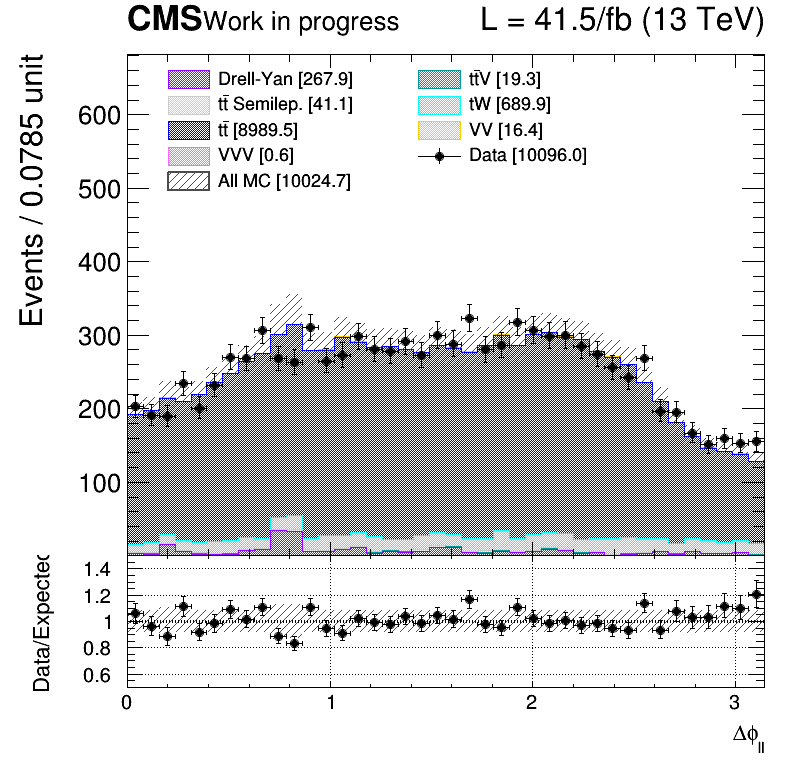 CMS Work in progress L = 41.5/fb (13 TeV)
Events / 0.0785 unit
Drell-Yan [267.9]
tt̄ Semilep. [41.1]
tt̄ [8989.5]
VVV [0.6]
All MC [10024.7]
tt̄V [19.3]
tW [689.9]
VV [16.4]
Data [10096.0]
600
500
400
300
200
100
Data/Expected
1.4
1.2
1
0.8
0.6
0 1 2 3
Δϕll